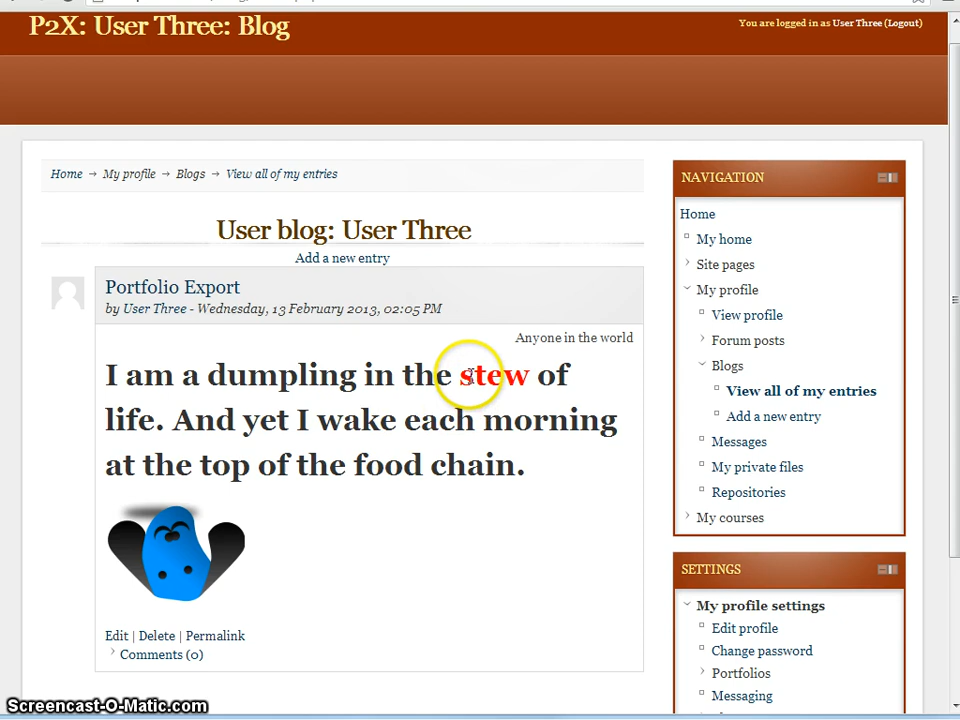 P2X: User Three: Blog
You are logged in as User Three (Logout)
Home → My profile → Blogs → View all of my entries
User blog: User Three
Add a new entry
Portfolio Export
by User Three - Wednesday, 13 February 2013, 02:05 PM
Anyone in the world
I am a dumpling in the stew of
life. And yet I wake each morning
at the top of the food chain.
Edit | Delete | Permalink
Comments (0)
NAVIGATION
Home
My home
Site pages
My profile
View profile
Forum posts
Blogs
View all of my entries
Add a new entry
Messages
My private files
Repositories
My courses
SETTINGS
My profile settings
Edit profile
Change password
Portfolios
Messaging
Screencast-O-Matic.com